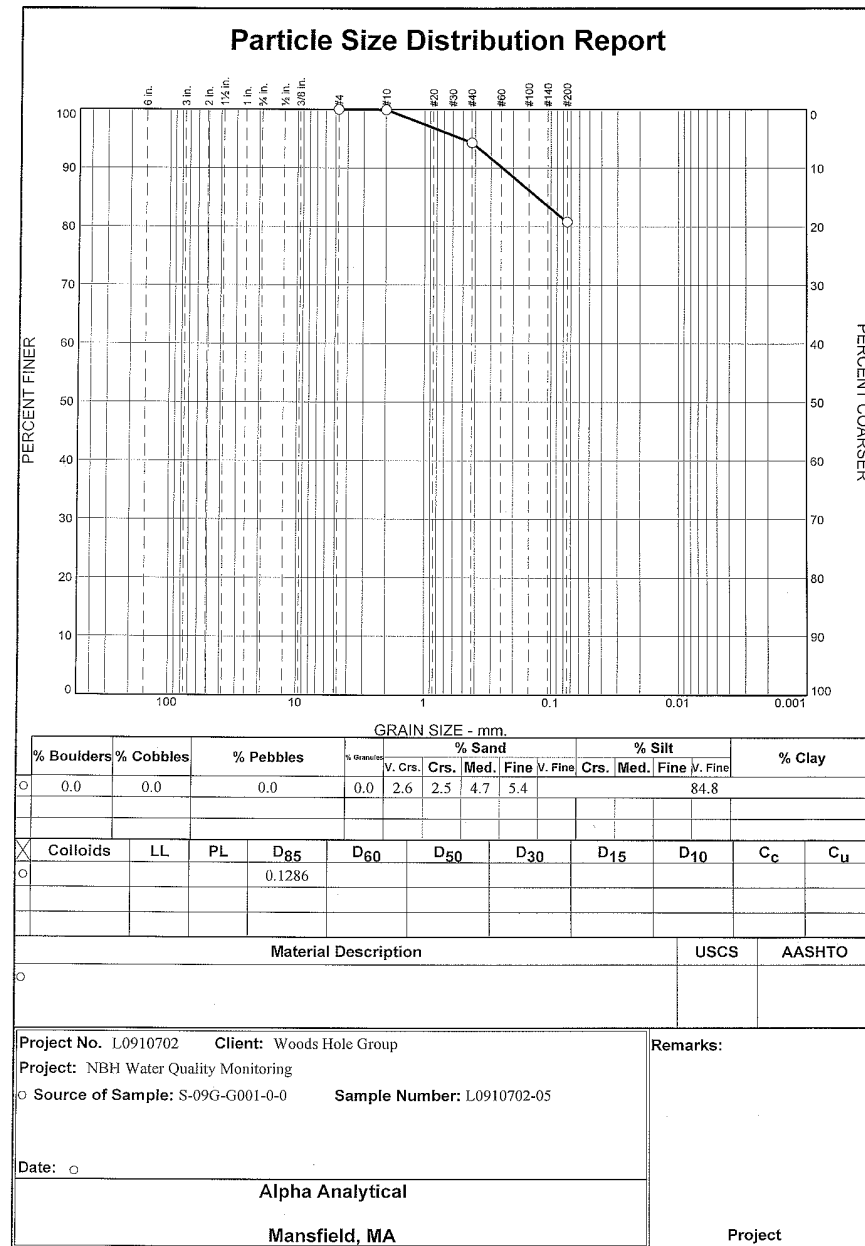 Particle Size Distribution Report
6 in. 3 in. 2 in. 1½ in. 1 in. ¾ in. ½ in. 3/8 in. #4 #10 #20 #30 #40 #60 #100 #140 #200
100 0
90 10
80 20
70 30
60 40
50 50
40 60
30 70
20 80
10 90
0 100
PERCENT FINER
PERCENT COARSER
100 10 1 0.1 0.01 0.001
GRAIN SIZE - mm.
% Boulders % Cobbles % Pebbles % Granules % Sand % Silt % Clay
V. Crs. Crs. Med. Fine V. Fine Crs. Med. Fine V. Fine
0.0 0.0 0.0 0.0 2.6 2.5 4.7 5.4 84.8
Colloids LL PL D85 D60 D50 D30 D15 D10 Cc Cu
0.1286
Material Description USCS AASHTO
Project No. L0910702 Client: Woods Hole Group
Project: NBH Water Quality Monitoring
Source of Sample: S-09G-G001-0-0 Sample Number: L0910702-05
Date:
Remarks:
Alpha Analytical
Mansfield, MA
Project